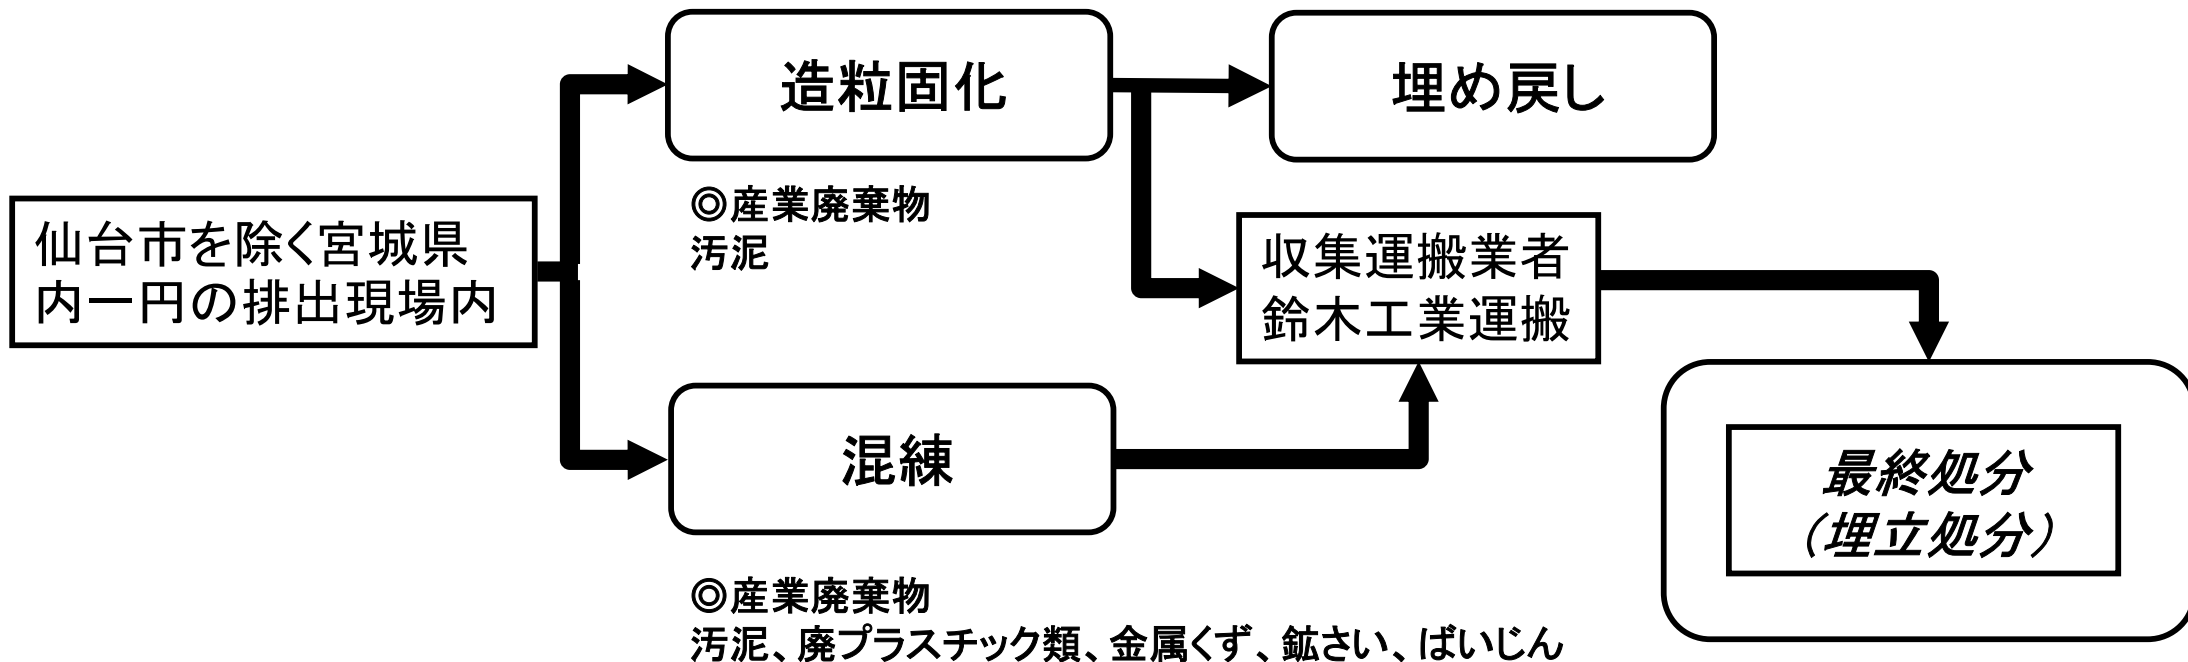 造粒固化
埋め戻し
◎産業廃棄物
汚泥
仙台市を除く宮城県
内一円の排出現場内
収集運搬業者
鈴木工業運搬
混練
最終処分
（埋立処分）
◎産業廃棄物
汚泥、廃プラスチック類、金属くず、鉱さい、ばいじん